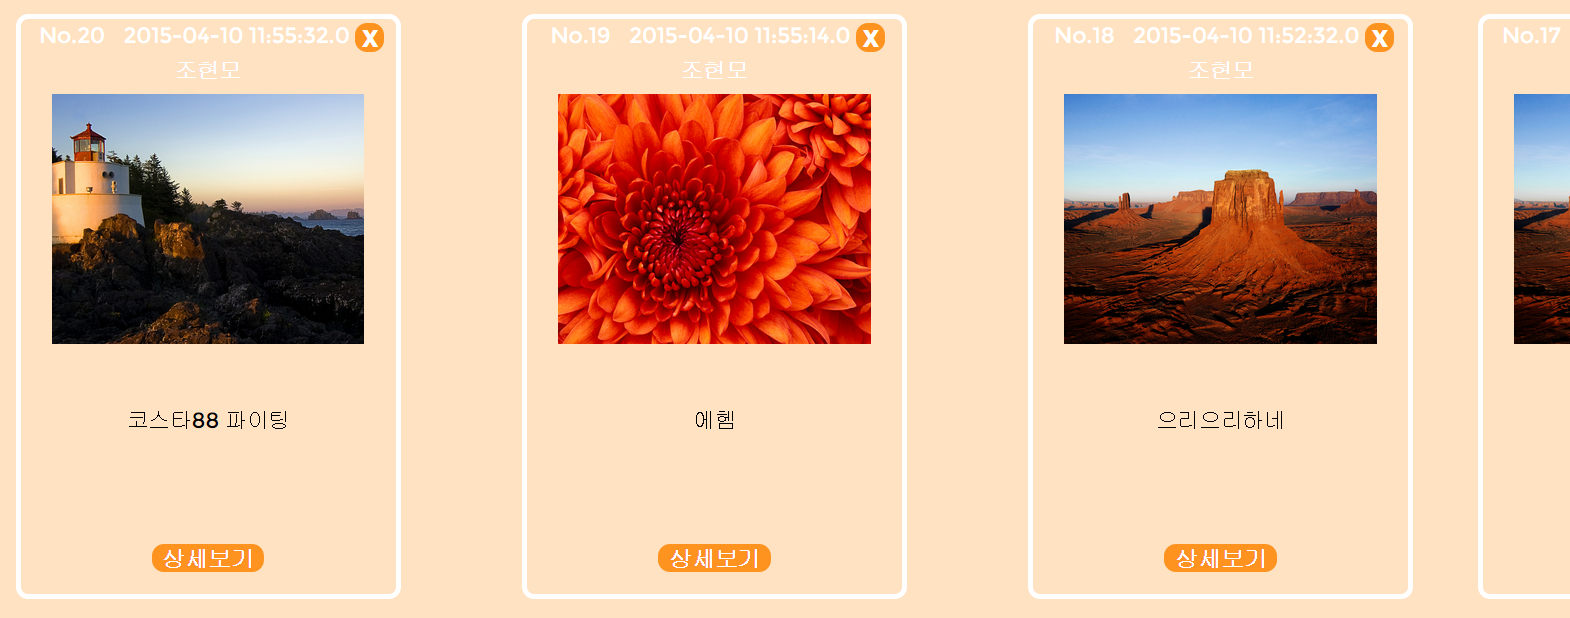 No.20 2015-04-10 11:55:32.0 X
조현모
코스타88 파이팅
상세보기
No.19 2015-04-10 11:55:14.0 X
조현모
에헴
상세보기
No.18 2015-04-10 11:52:32.0 X
조현모
으리으리하네
상세보기
No.17